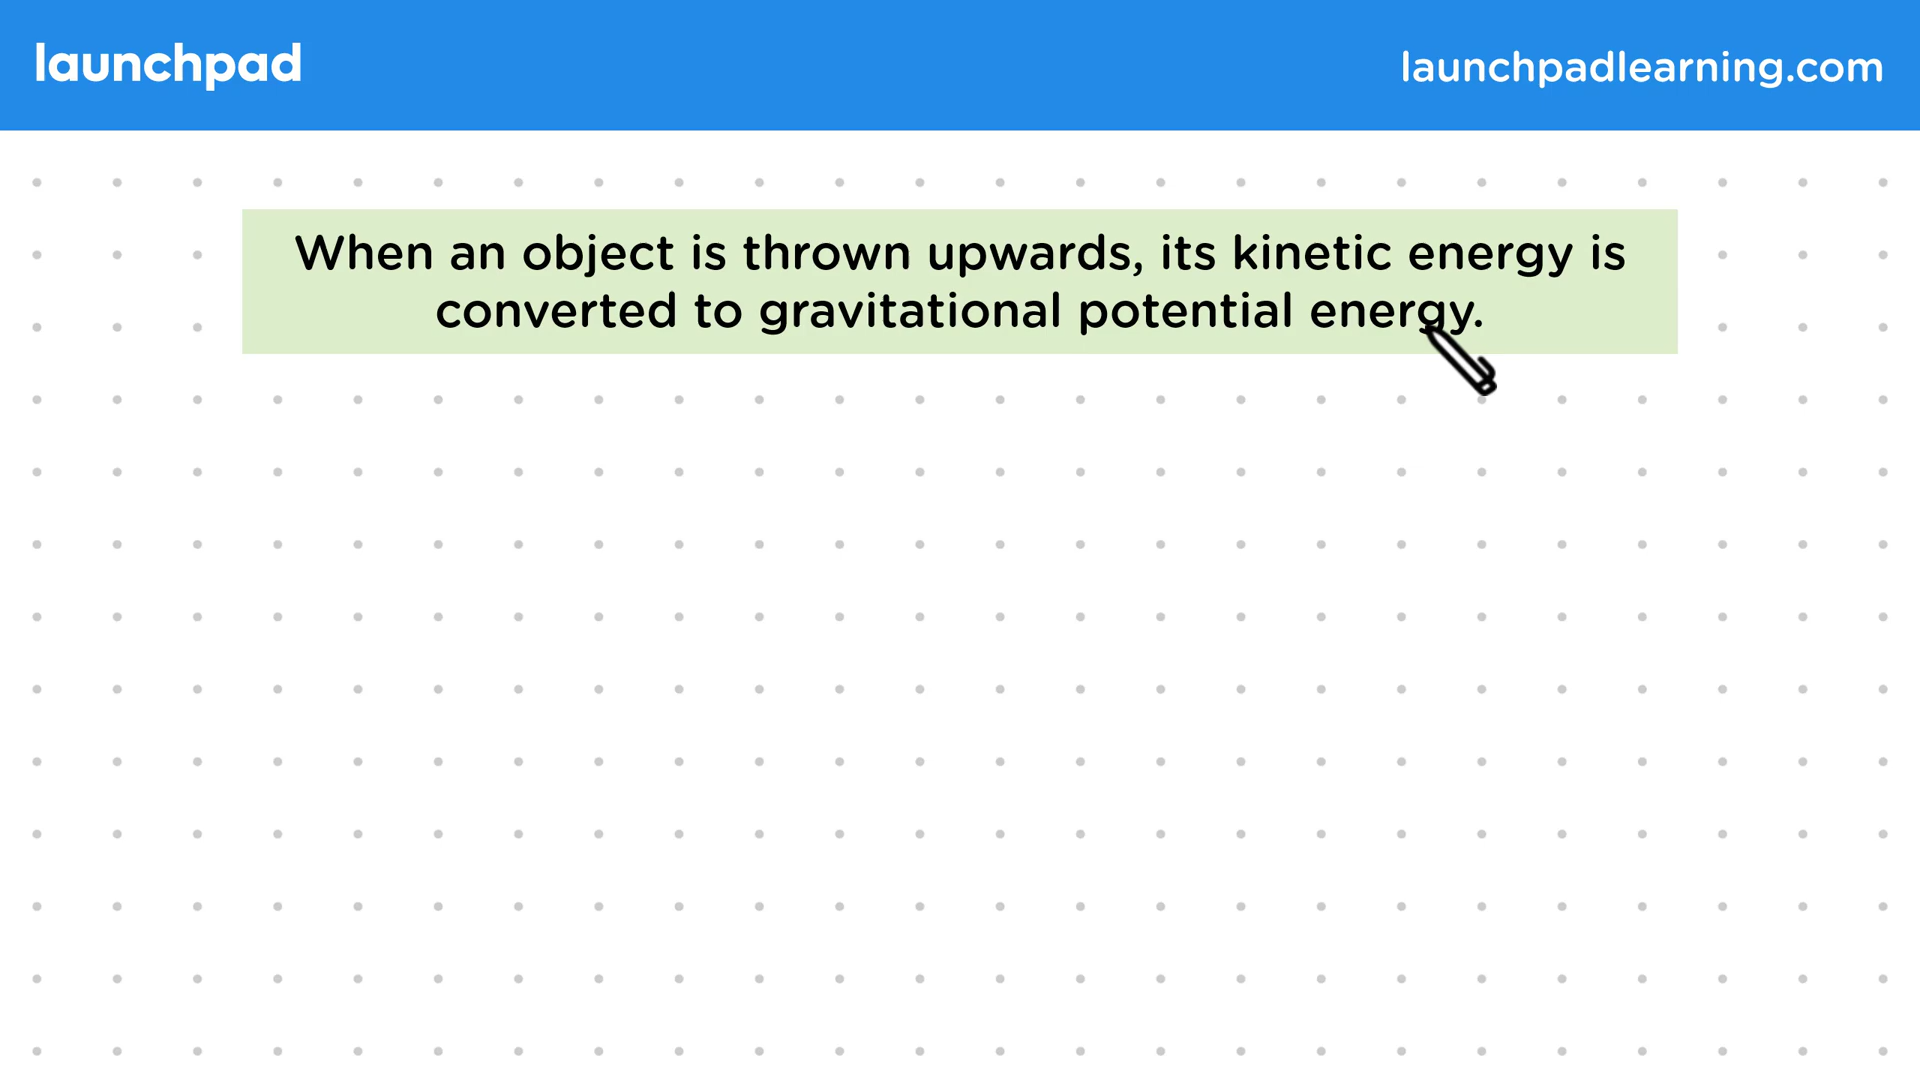 launchpad
launchpadlearning.com
When an object is thrown upwards, its kinetic energy is
converted to gravitational potential energy.